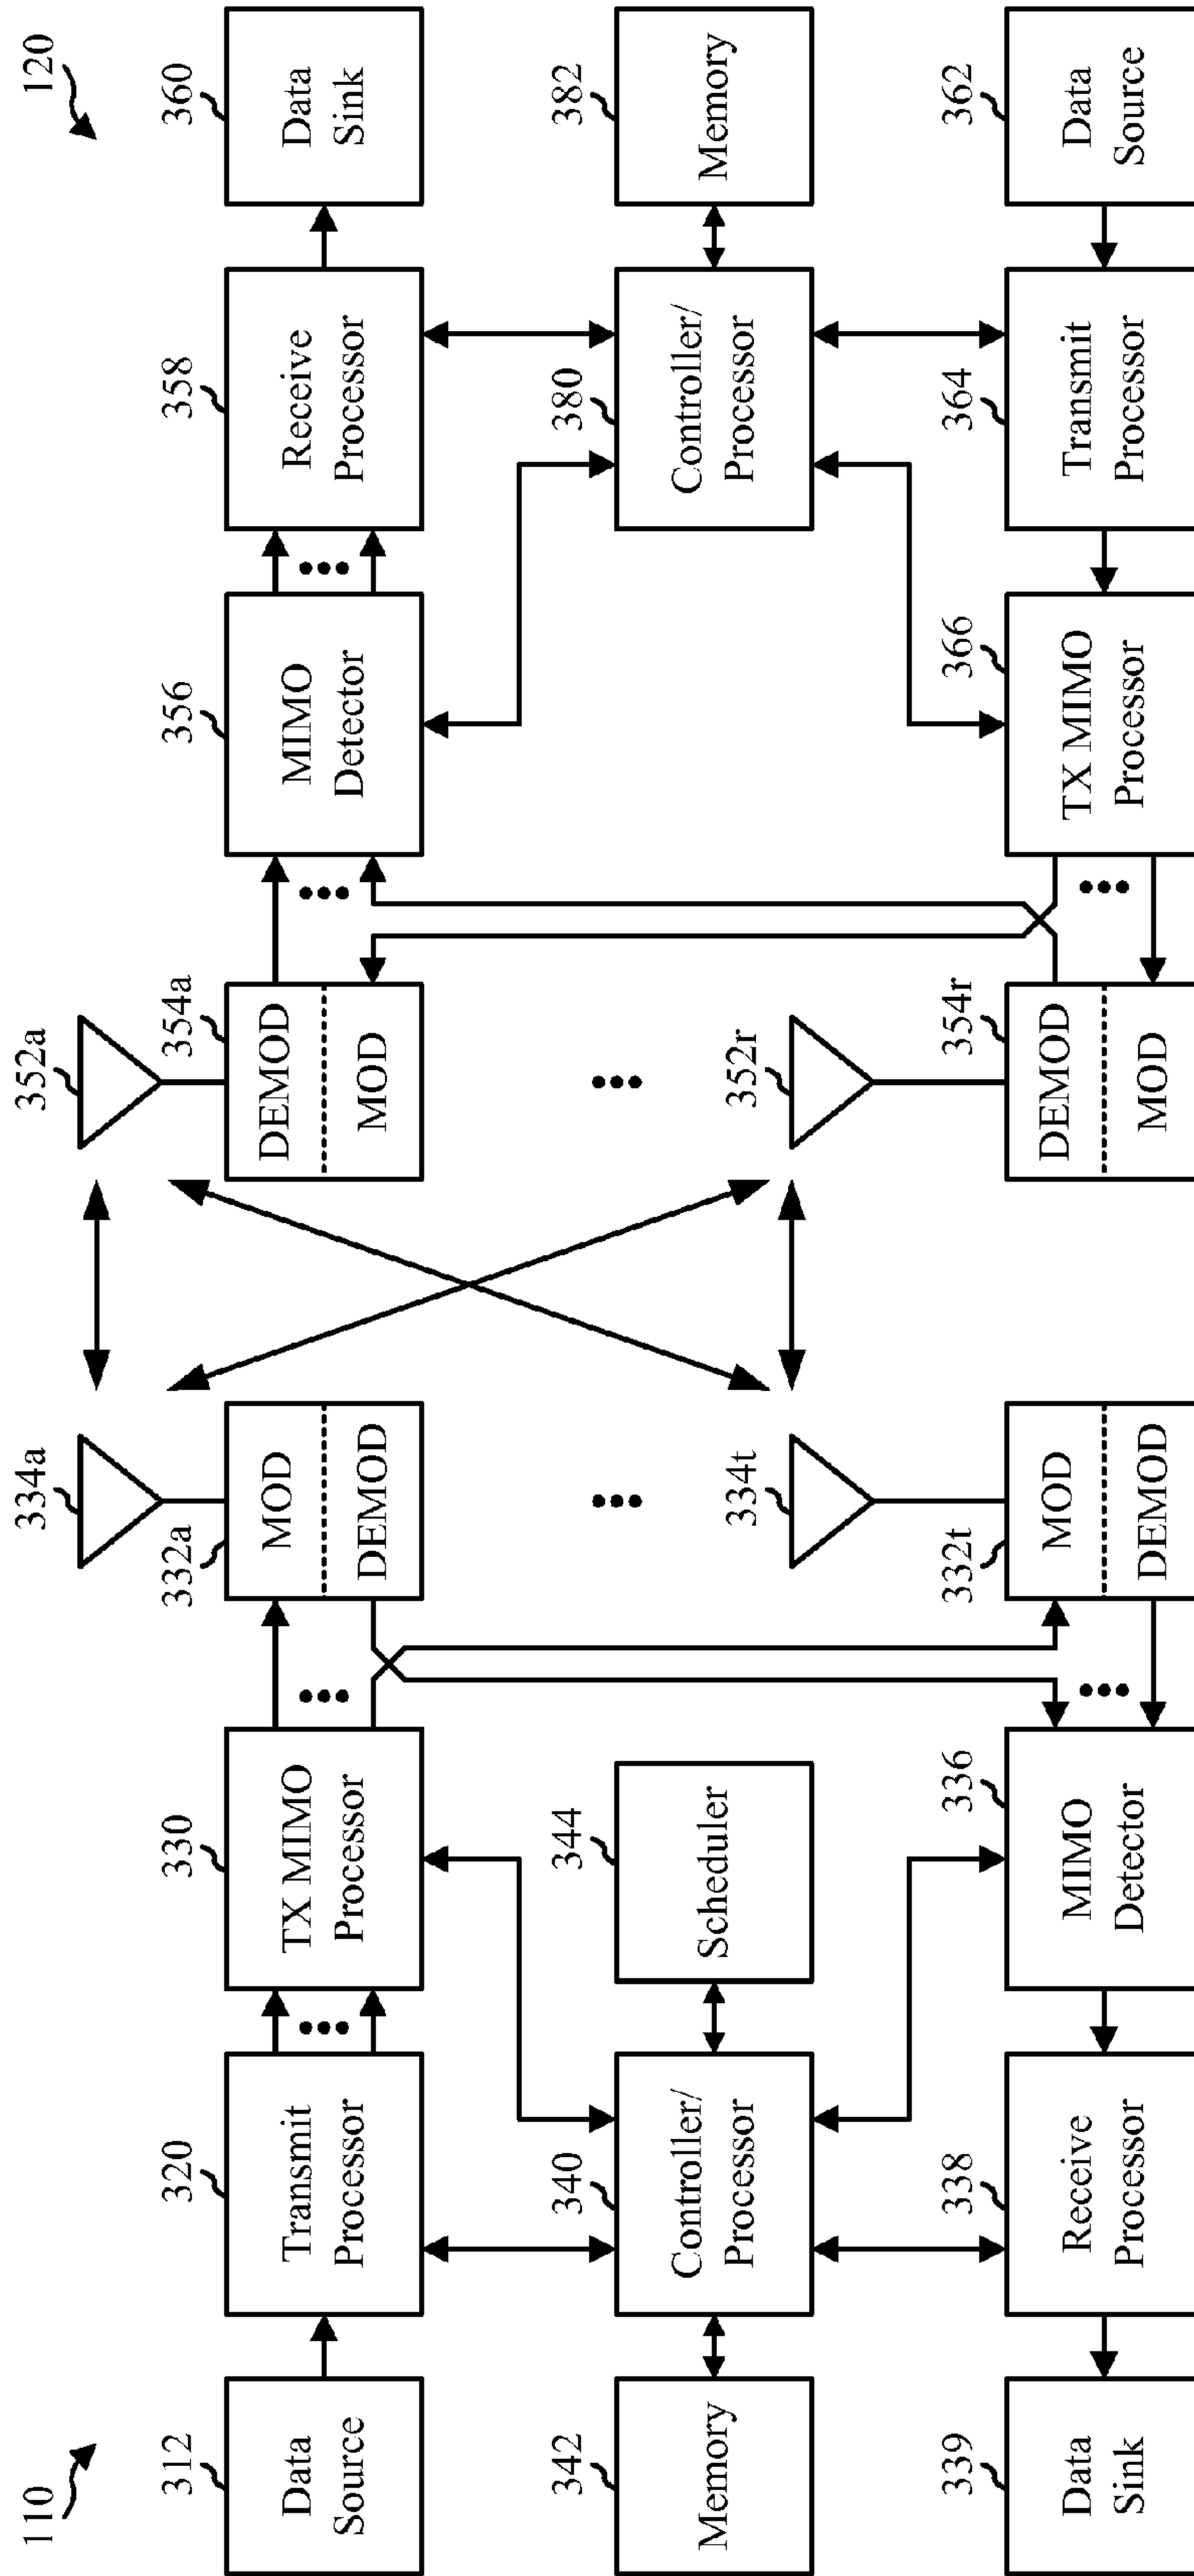 110
120
334a
352a
312
320
330
332a
354a
356
358
360
Data
Source
Transmit
Processor
TX MIMO
Processor
MOD
DEMOD
DEMOD
MOD
MIMO
Detector
Receive
Processor
Data
Sink
342
340
344
334t
352r
380
382
Memory
Controller/
Processor
Scheduler
Controller/
Processor
Memory
339
338
336
332t
354r
366
364
362
Data
Sink
Receive
Processor
MIMO
Detector
MOD
DEMOD
DEMOD
MOD
TX MIMO
Processor
Transmit
Processor
Data
Source